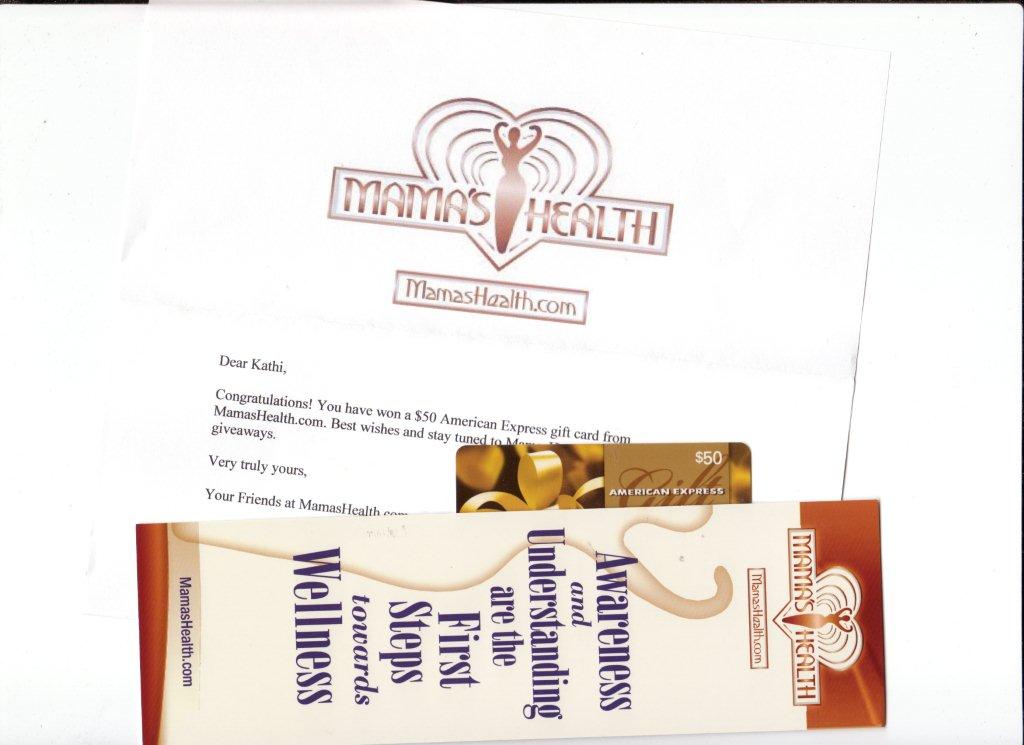 MAMA'S HEALTH
MamasHealth.com
Dear Kathi,
Congratulations! You have won a $50 American Express gift card from
MamasHealth.com. Best wishes and stay tuned to
giveaways.
Very truly yours,
Your Friends at MamasHealth
$50
Gift
AMERICAN EXPRESS
MAMA'S HEALTH
MamasHealth.com
Awareness
and
Understanding
are the
First
Steps
towards
Wellness
MamasHealth.com